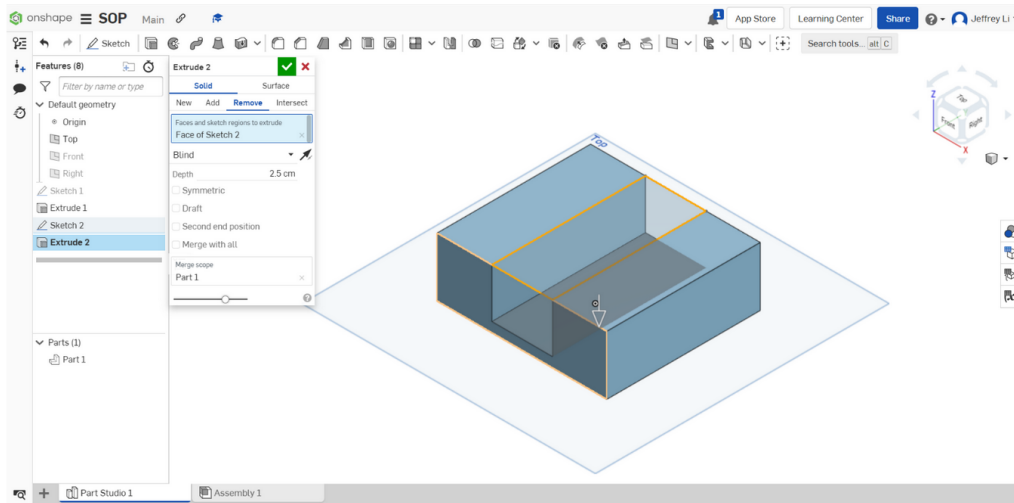 onshape SOP Main 1 App Store Learning Center Share Jeffrey Li
Sketch Search tools... alt C
Features (8)
Filter by name or type
Default geometry
Origin
Top
Front
Right
Sketch 1
Extrude 1
Sketch 2
Extrude 2
Parts (1)
Part 1
Extrude 2
Solid Surface
New Add Remove Intersect
Faces and sketch regions to extrude
Face of Sketch 2
Blind
Depth 2.5 cm
Symmetric
Draft
Second end position
Merge with all
Merge scope
Part 1
Top
Z
Top
Front Right
X
Part Studio 1 Assembly 1